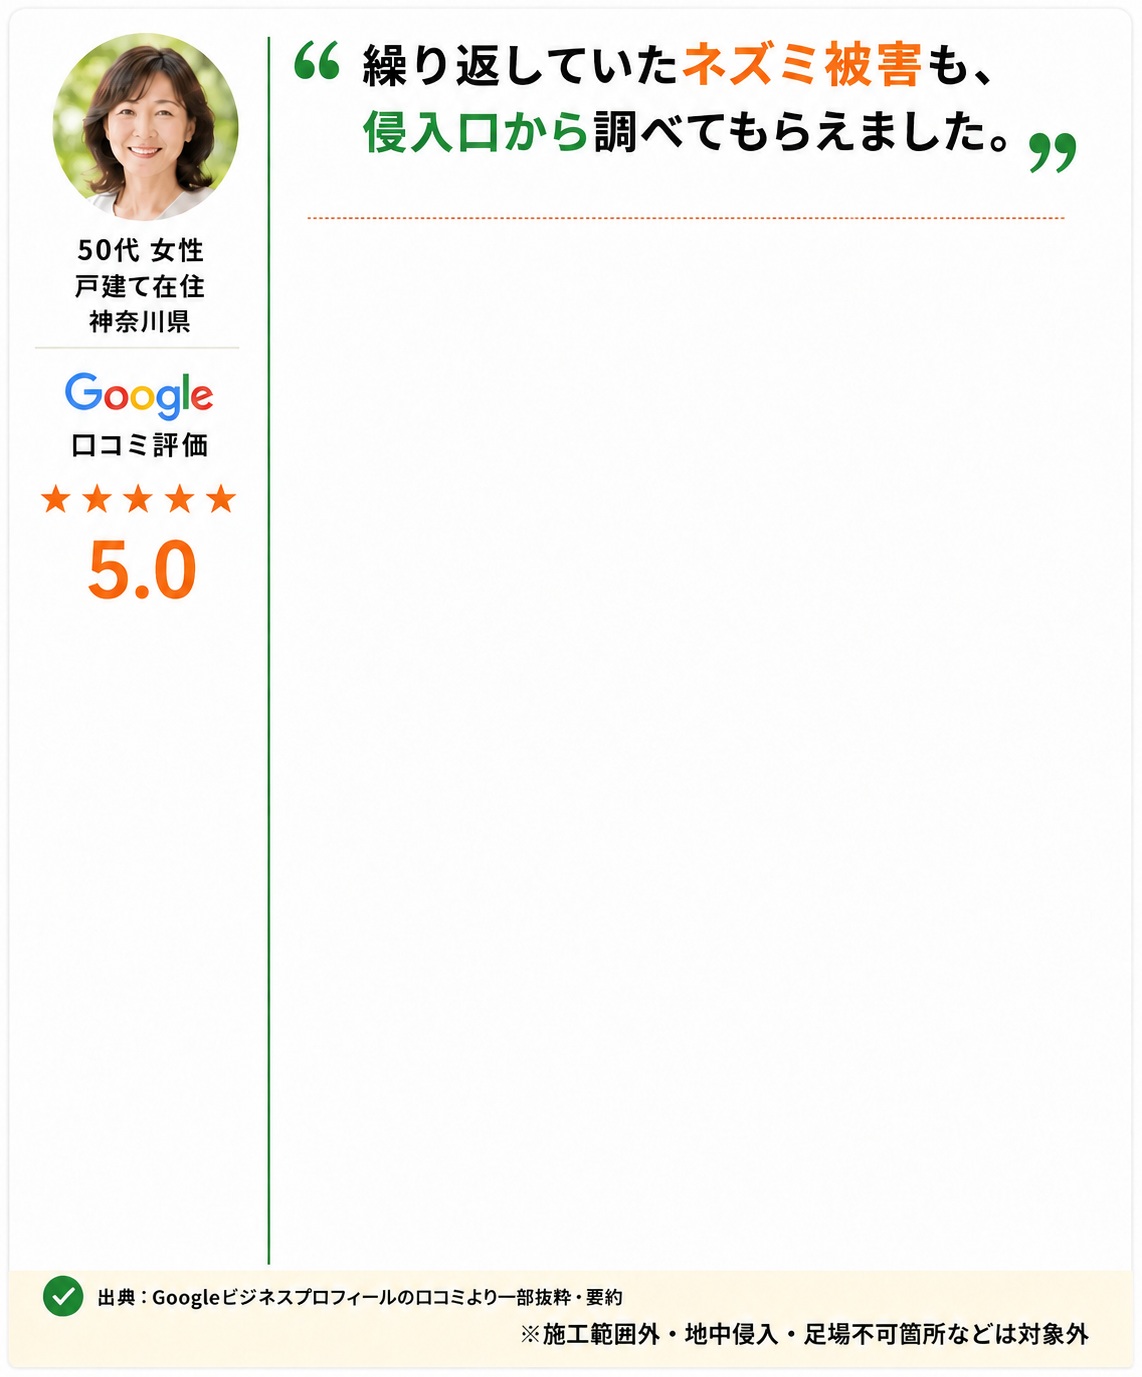 50代 女性
戸建て在住
神奈川県
Google
口コミ評価
★★★★★
5.0
“繰り返していたネズミ被害も、
侵入口から調べてもらえました。”
出典：Googleビジネスプロフィールの口コミより一部抜粋・要約
※施工範囲外・地中侵入・足場不可箇所などは対象外